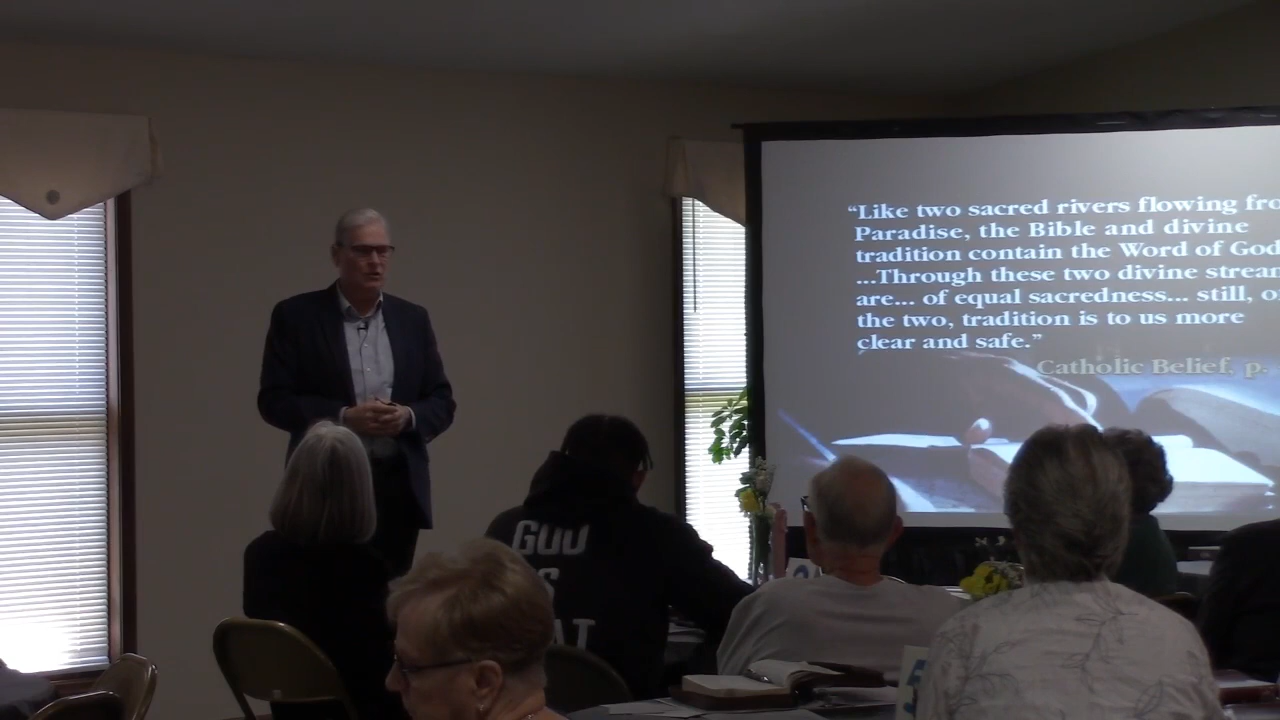 “Like two sacred rivers flowing fro
Paradise, the Bible and divine
tradition contain the Word of God
...Through these two divine stream
are... of equal sacredness... still, o
the two, tradition is to us more
clear and safe.”
Catholic Belief, p.
GOD